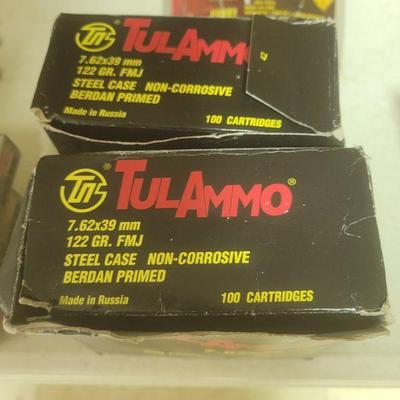 TulAmm
7.62x39 mm
122 GR. FMJ
STEEL CASE NON-CORROSIVE
BERDAN PRIMED
Made in Russia
100 CARTRIDGES
TulAmmo®
7.62x39 mm
122 GR. FMJ
STEEL CASE NON-CORROSIVE
BERDAN PRIMED
Made in Russia
100 CARTRIDGES